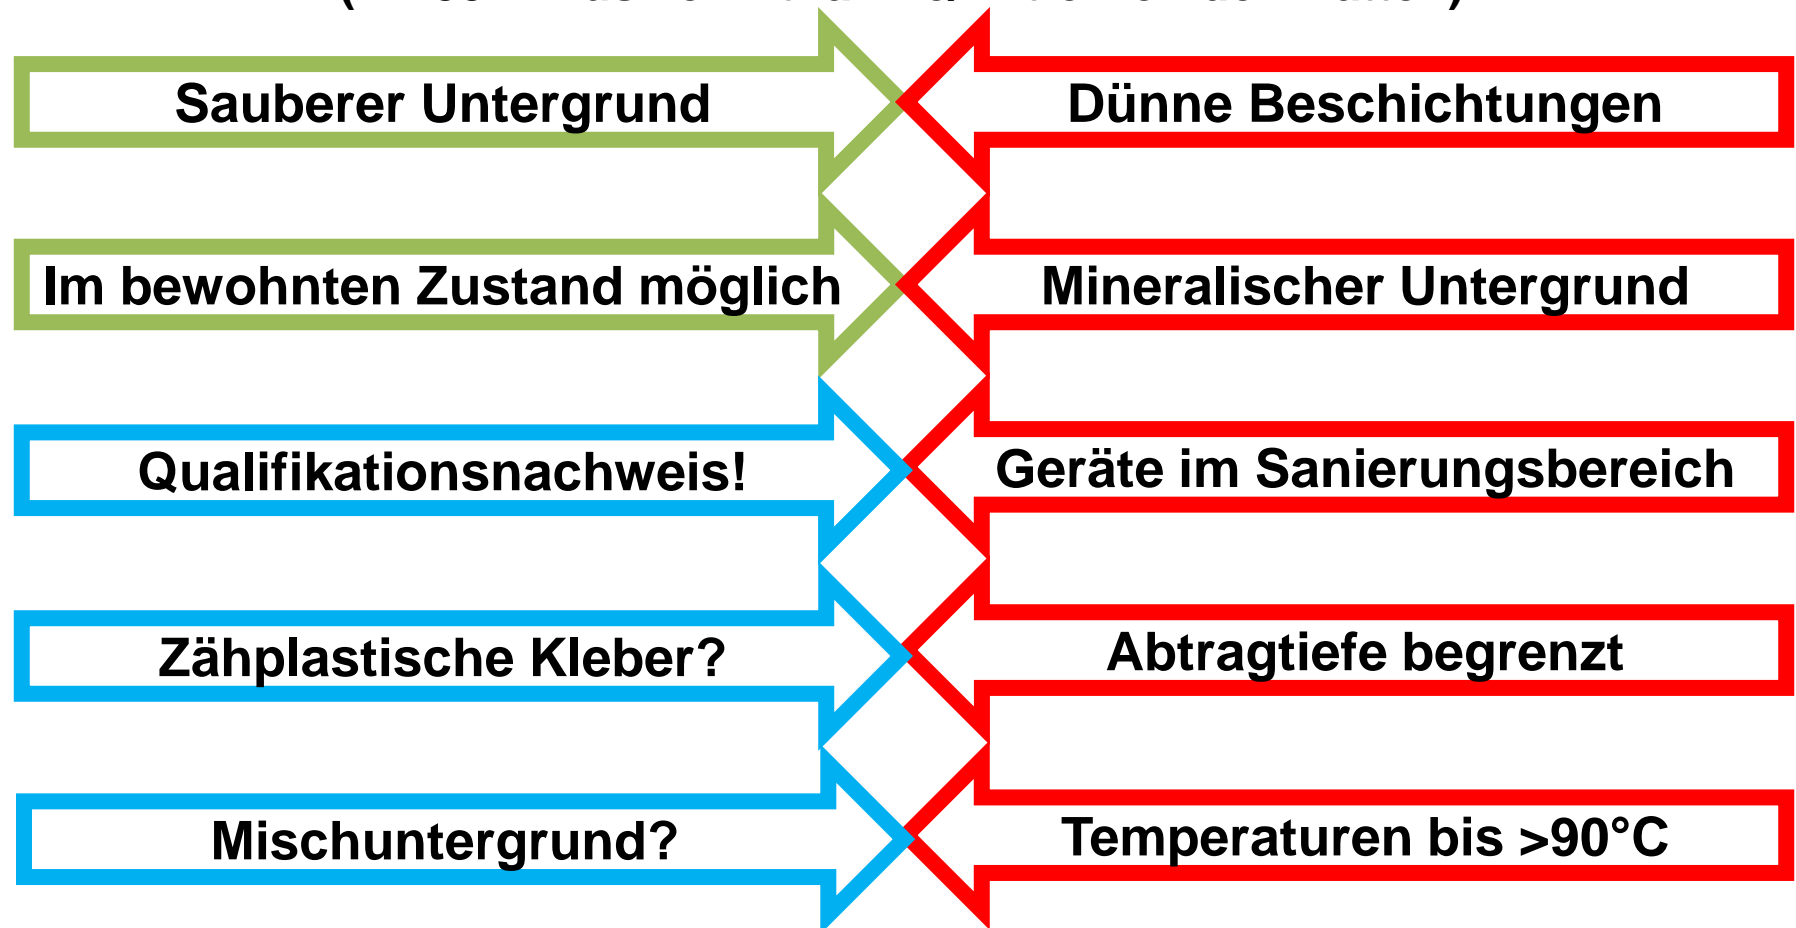 Sauberer Untergrund
Dünne Beschichtungen
Im bewohnten Zustand möglich
Mineralischer Untergrund
Qualifikationsnachweis!
Geräte im Sanierungsbereich
Zähplastische Kleber?
Abtragtiefe begrenzt
Mischuntergrund?
Temperaturen bis >90°C